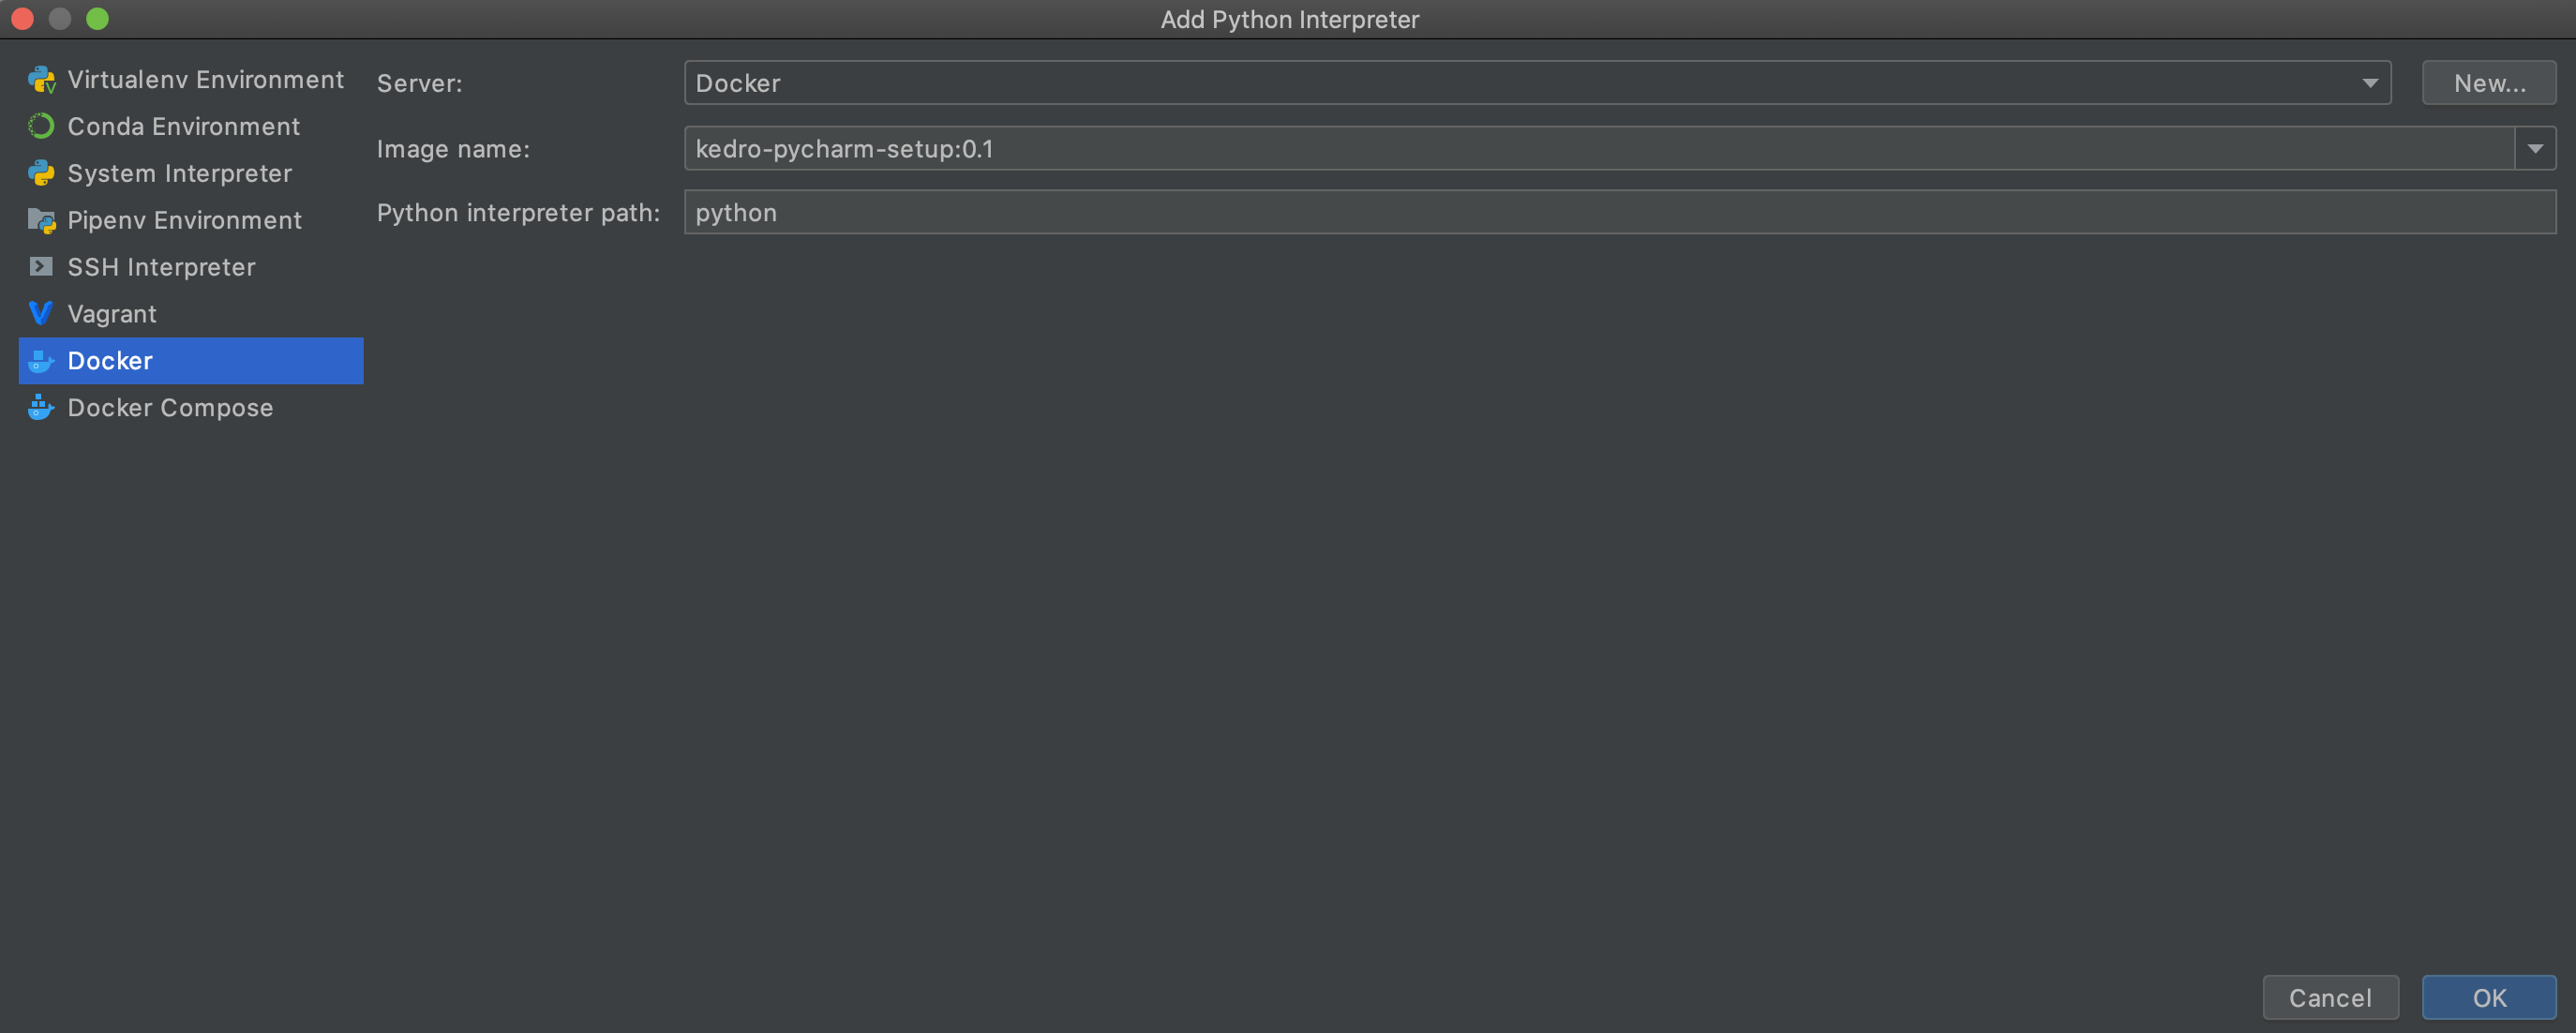 Add Python Interpreter
Virtualenv Environment
Conda Environment
System Interpreter
Pipenv Environment
SSH Interpreter
Vagrant
Docker
Docker Compose
Server: Docker New...
Image name: kedro-pycharm-setup:0.1
Python interpreter path: python
Cancel OK